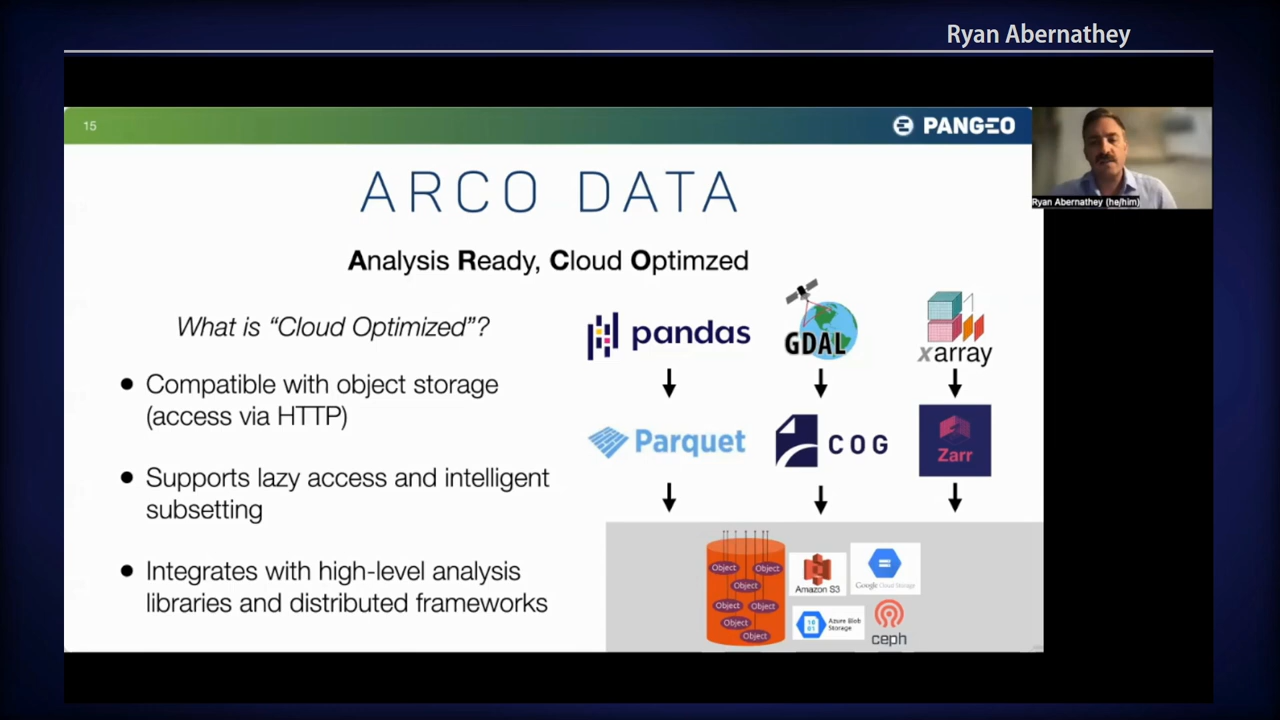 Ryan Abernathey
15
PANGEO
Ryan Abernathey (he/him)
ARCO DATA
Analysis Ready, Cloud Optimzed
What is “Cloud Optimized”?
• Compatible with object storage
(access via HTTP)
• Supports lazy access and intelligent
subsetting
• Integrates with high-level analysis
libraries and distributed frameworks
pandas
GDAL
xarray
Parquet
COG
Zarr
Object
Object
Object
Object
Object
Object
Object
Amazon S3
Google Cloud Storage
10
01
Azure Blob
Storage
ceph